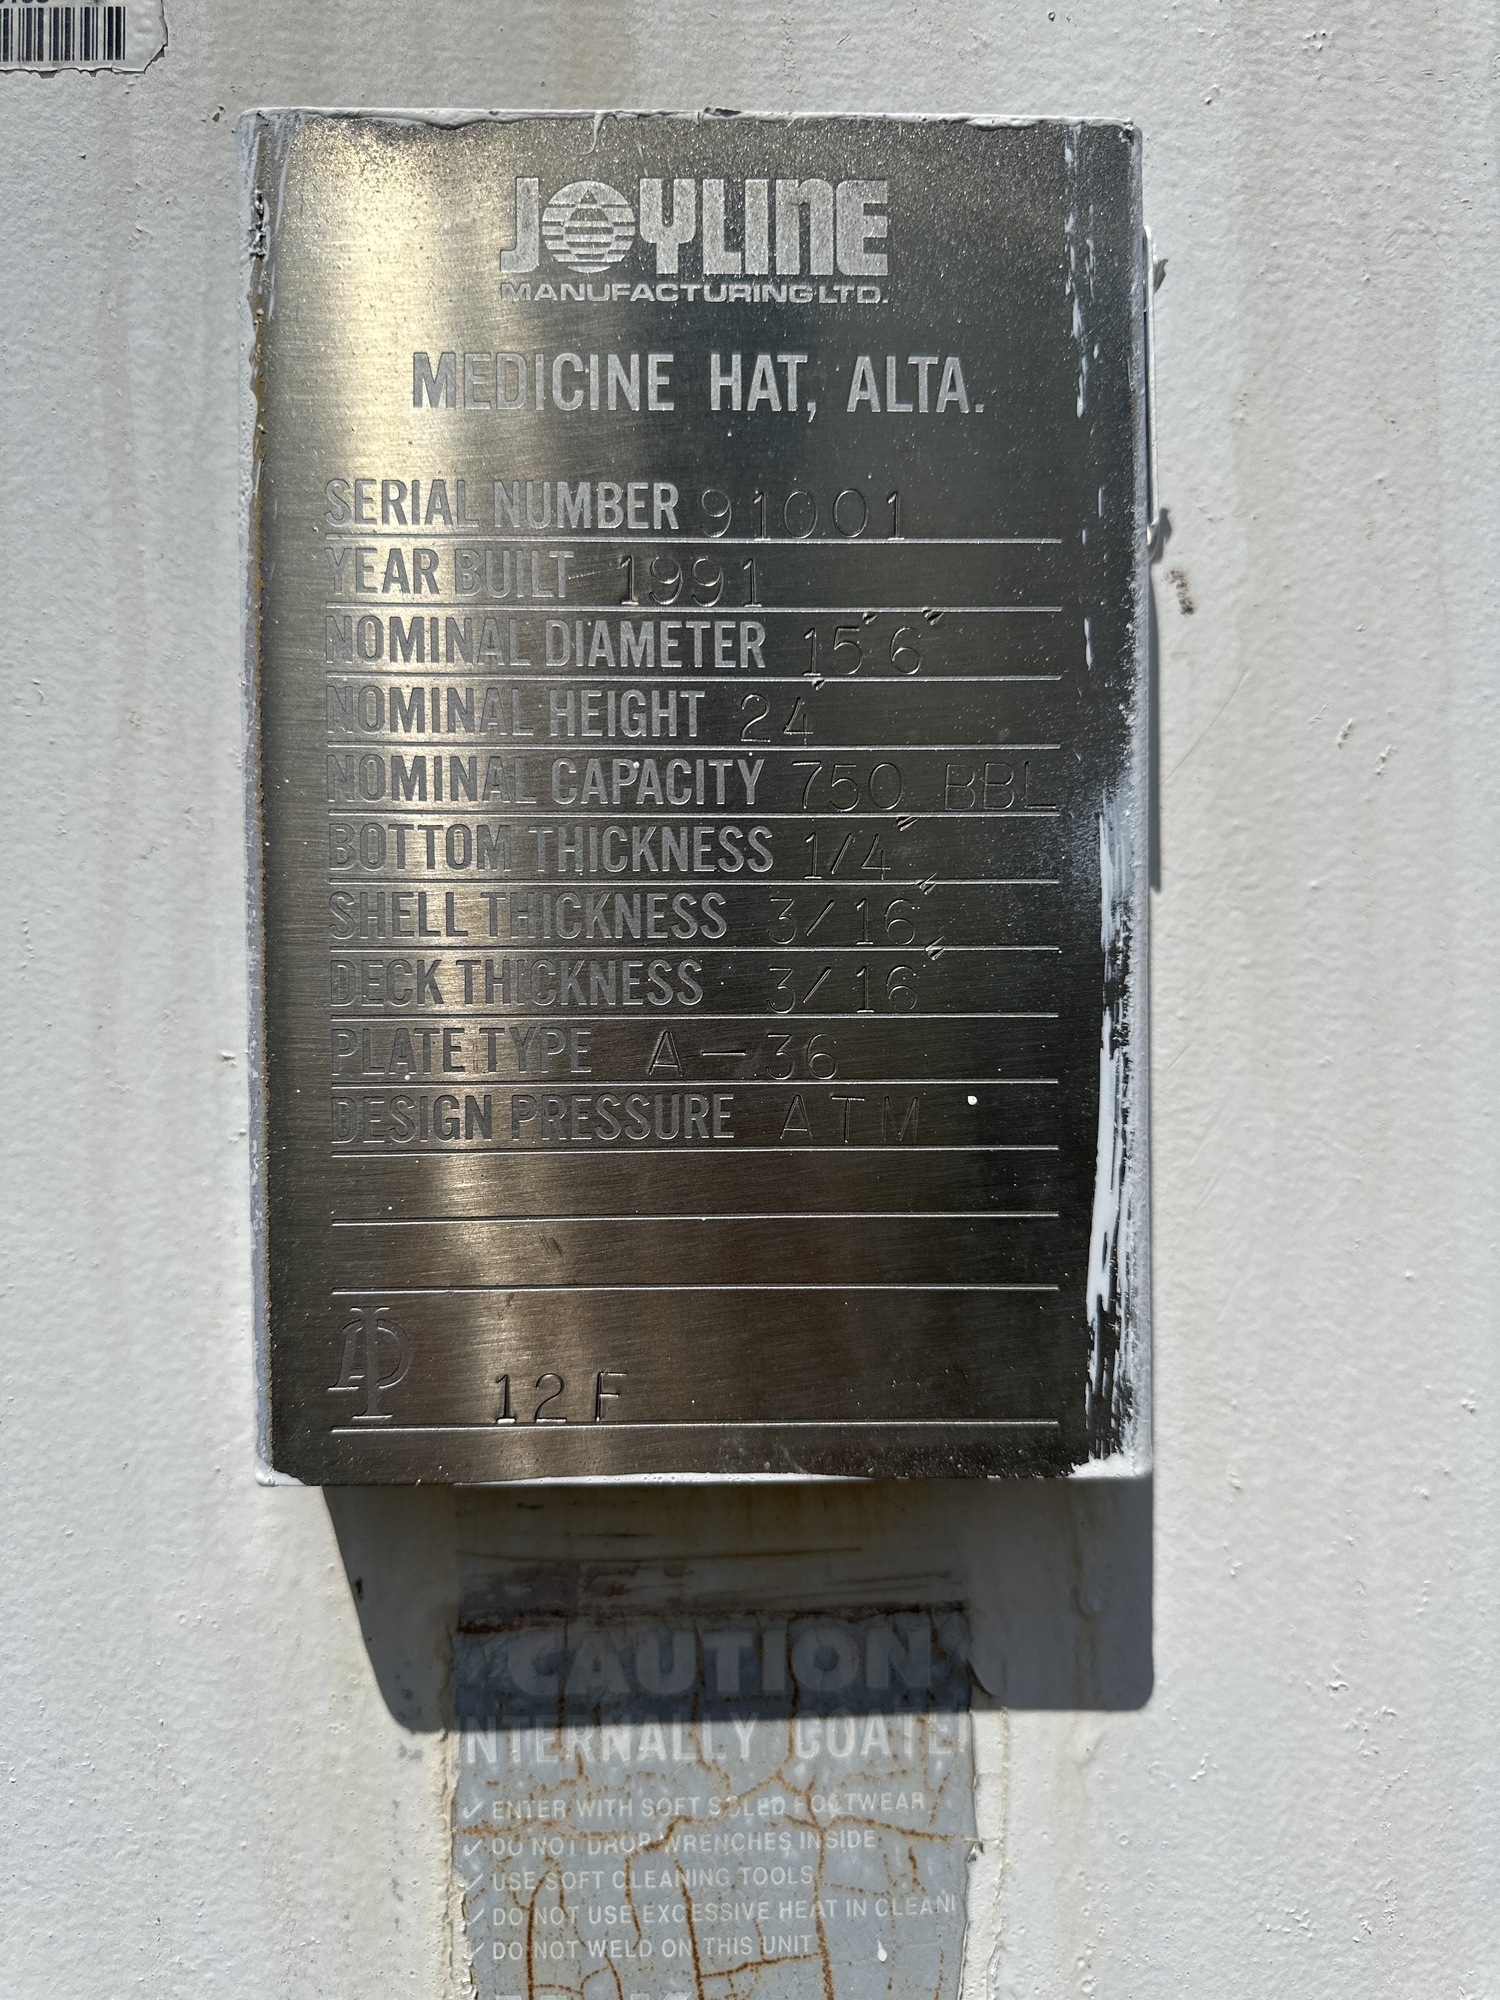 JOYLINE
MANUFACTURING LTD.
MEDICINE HAT, ALTA.
SERIAL NUMBER 91001
YEAR BUILT 1991
NOMINAL DIAMETER 15'6"
NOMINAL HEIGHT 24'
NOMINAL CAPACITY 750 BBL
BOTTOM THICKNESS 1/4"
SHELL THICKNESS 3/16"
DECK THICKNESS 3/16"
PLATE TYPE A-36
DESIGN PRESSURE ATM
API 12F
CAUTION
NTERNALLY COATE
✓ ENTER WITH SOFT SOLED FOOTWEAR
✓ DO NOT DROP WRENCHES INSIDE
✓ USE SOFT CLEANING TOOLS
✓ DO NOT USE EXCESSIVE HEAT IN CLEANI
✓ DO NOT WELD ON THIS UNIT